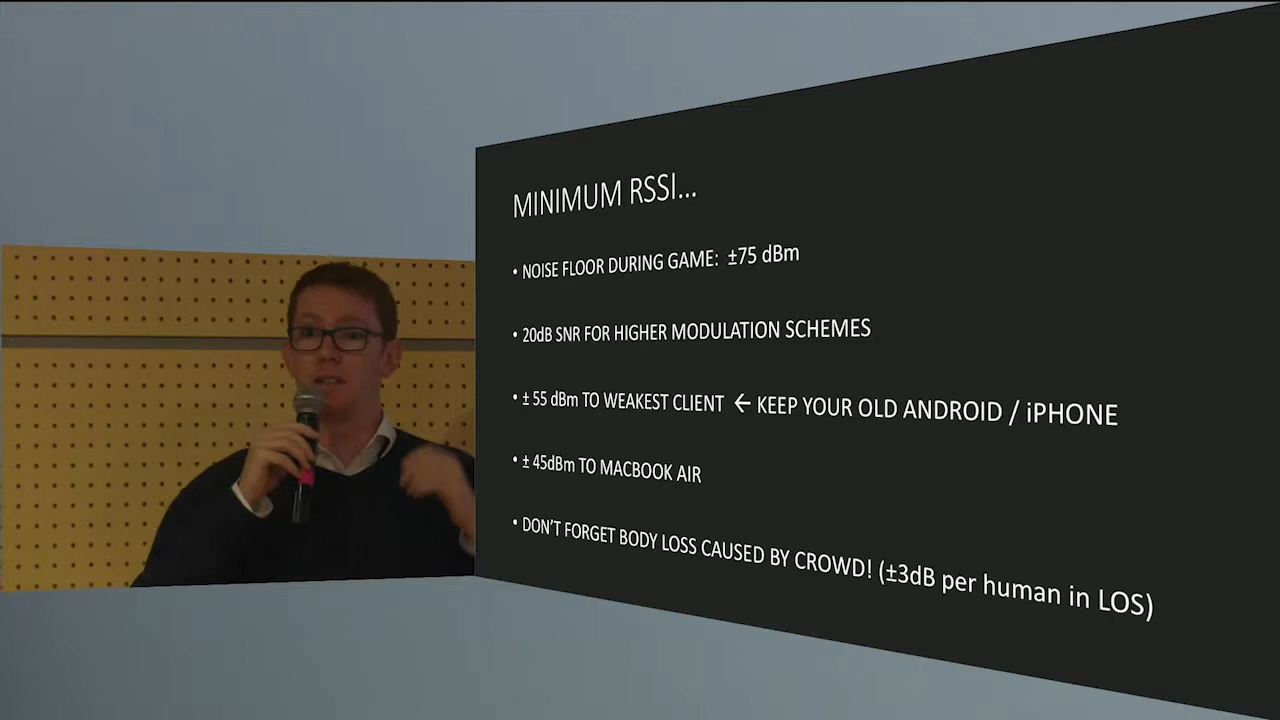 MINIMUM RSSI...
• NOISE FLOOR DURING GAME: ±75 dBm
• 20dB SNR FOR HIGHER MODULATION SCHEMES
• ± 55 dBm TO WEAKEST CLIENT ← KEEP YOUR OLD ANDROID / iPHONE
• ± 45dBm TO MACBOOK AIR
• DON'T FORGET BODY LOSS CAUSED BY CROWD! (±3dB per human in LOS)